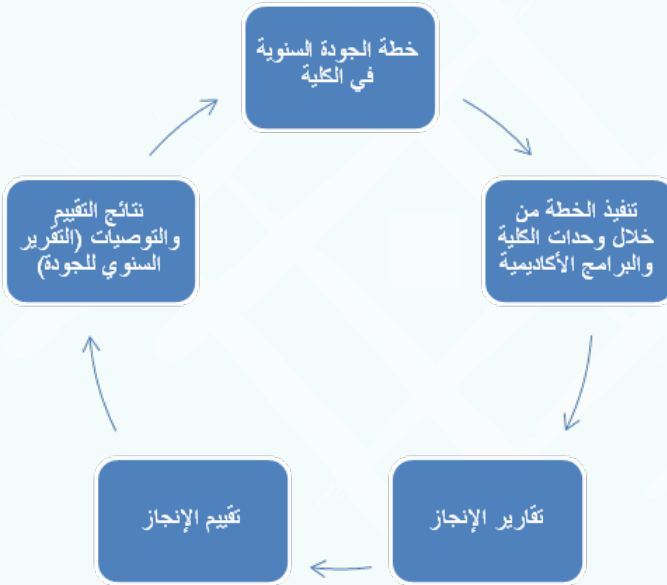 خطة الجودة السنوية
في الكلية
تنفيذ الخطة من
خلال وحدات الكلية
والبرامج الأكاديمية
تقارير الإنجاز
تقييم الإنجاز
نتائج التقييم
والتوصيات (التقرير
السنوي للجودة)